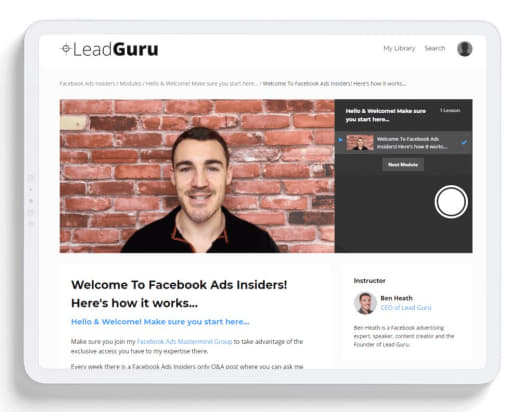 LeadGuru
My Library Search
Facebook Ads Insiders / Modules / Hello & Welcome! Make sure you start here... / Welcome To Facebook Ads Insiders! Here's how it works...
Hello & Welcome! Make sure
you start here...
1 Lesson
Welcome To Facebook Ads
Insiders! Here's how it works...
Next Module
Welcome To Facebook Ads Insiders!
Here's how it works...
Hello & Welcome! Make sure you start here...
Make sure you join my Facebook Ads Mastermind Group to take advantage of the
exclusive access you have to my expertise there.
Every week there is a Facebook Ads Insiders only Q&A post where you can ask me
Instructor
Ben Heath
CEO of Lead Guru
Ben Heath is a Facebook advertising
expert, speaker, content creator and the
Founder of Lead Guru.